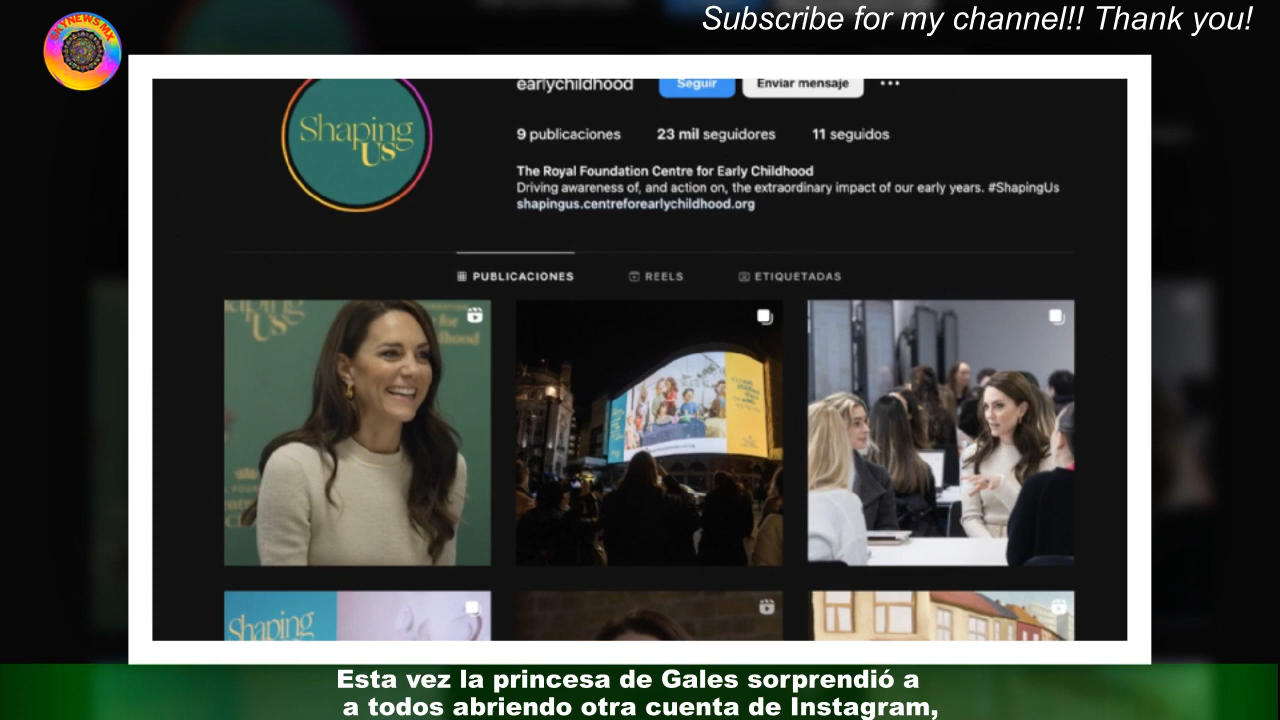 Subscribe for my channel!! Thank you!
SKYNEWSMX
earlychildhood
Seguir
Enviar mensaje
9 publicaciones 23 mil seguidores 11 seguidos
Shaping
Us
The Royal Foundation Centre for Early Childhood
Driving awareness of, and action on, the extraordinary impact of our early years. #ShapingUs
shapingus.centreforearlychildhood.org
PUBLICACIONES REELS ETIQUETADAS
Us
for
Shaping
Esta vez la princesa de Gales sorprendió a
a todos abriendo otra cuenta de Instagram,